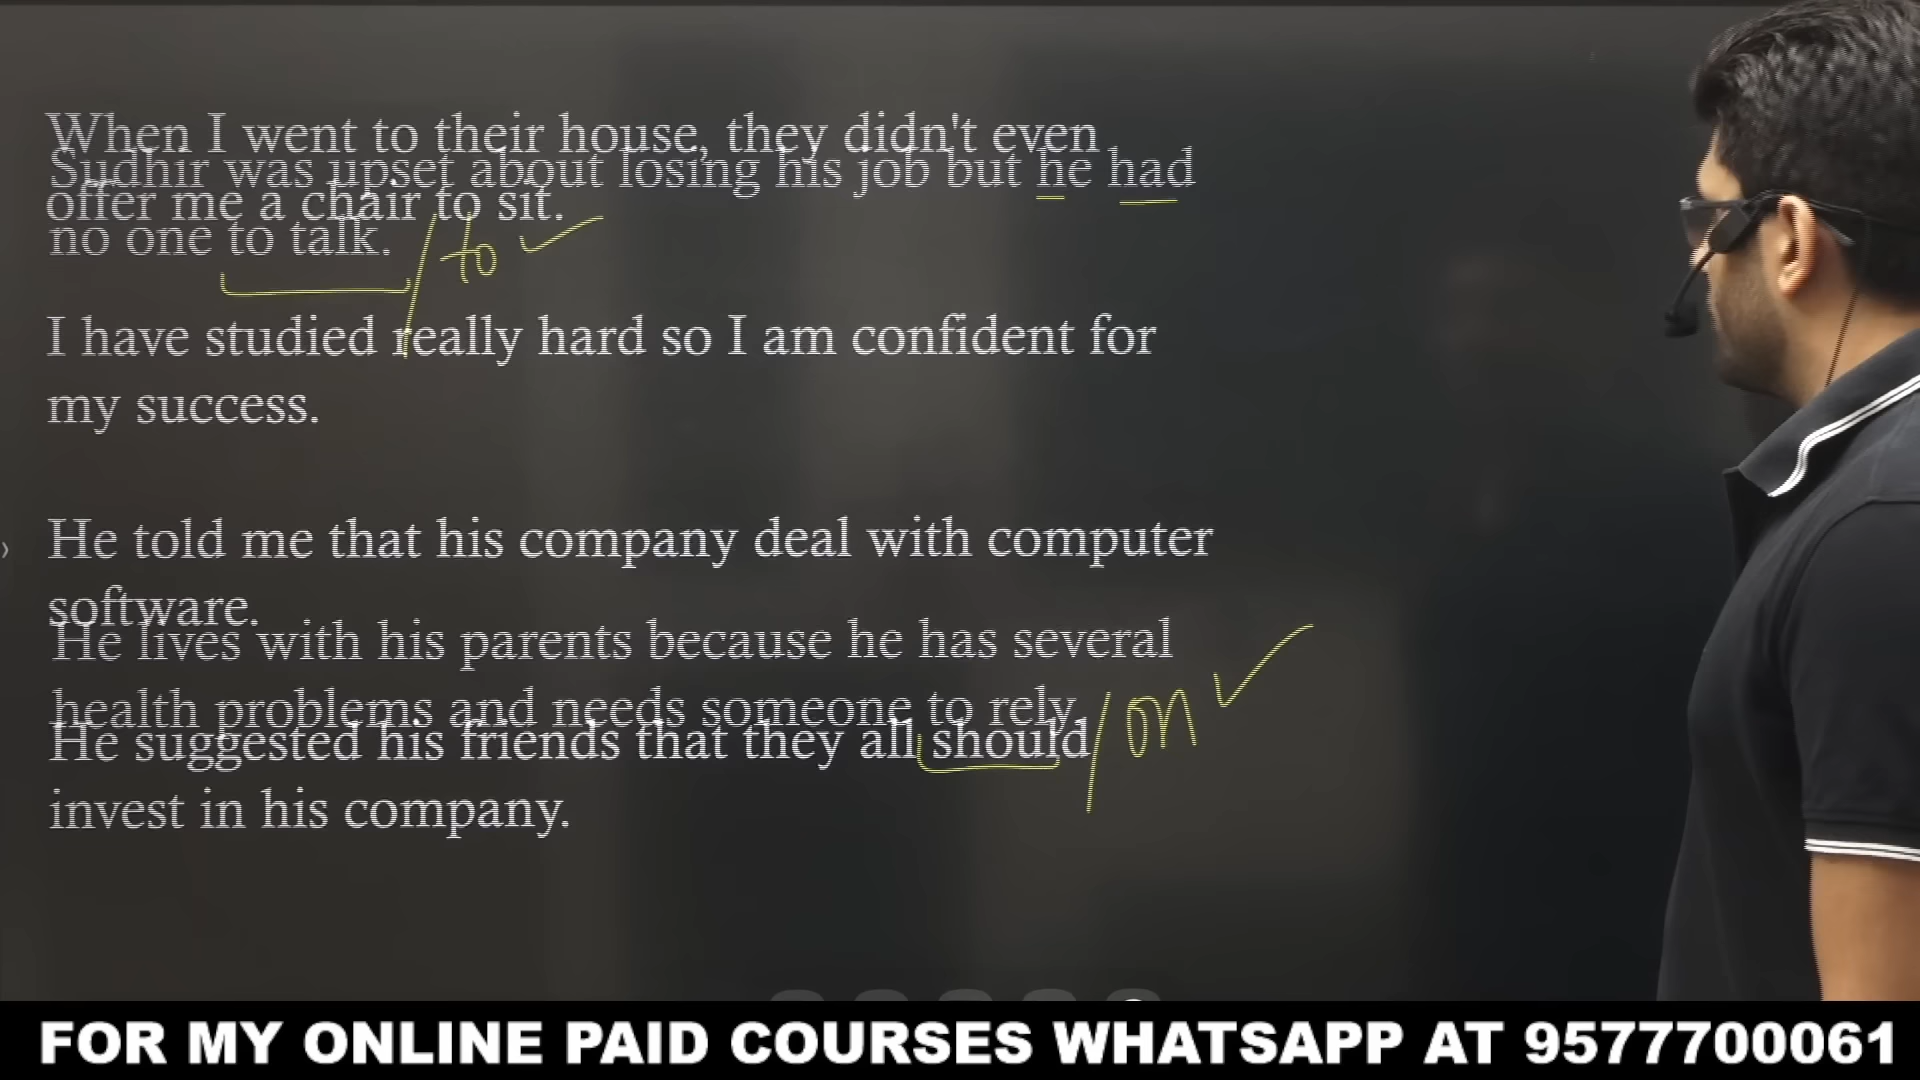 When I went to their house, they didn't even
Sudhir was upset about losing his job but he had
offer me a chair to sit.
no one to talk. / to
I have studied really hard so I am confident for
my success.
He told me that his company deal with computer
software.
He lives with his parents because he has several
health problems and needs someone to rely / on
He suggested his friends that they all should
invest in his company.
FOR MY ONLINE PAID COURSES WHATSAPP AT 9577700061